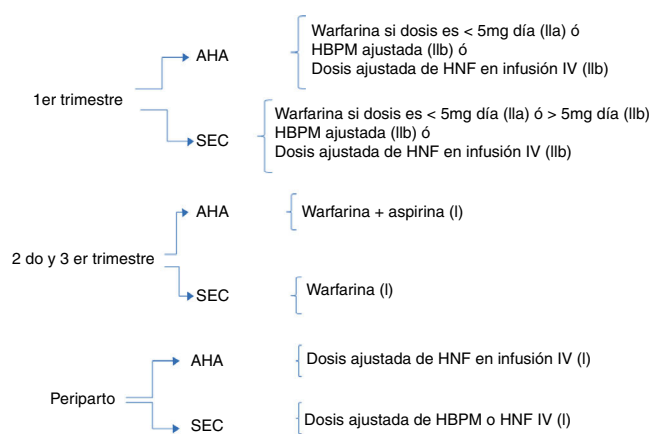 1er trimestre
AHA
Warfarina si dosis es < 5mg día (IIa) ó
HBPM ajustada (IIb) ó
Dosis ajustada de HNF en infusión IV (IIb)
SEC
Warfarina si dosis es < 5mg día (IIa) ó > 5mg día (IIb)
HBPM ajustada (IIb) ó
Dosis ajustada de HNF en infusión IV (IIb)
2 do y 3 er trimestre
AHA
Warfarina + aspirina (I)
SEC
Warfarina (I)
Periparto
AHA
Dosis ajustada de HNF en infusión IV (I)
SEC
Dosis ajustada de HBPM o HNF IV (I)